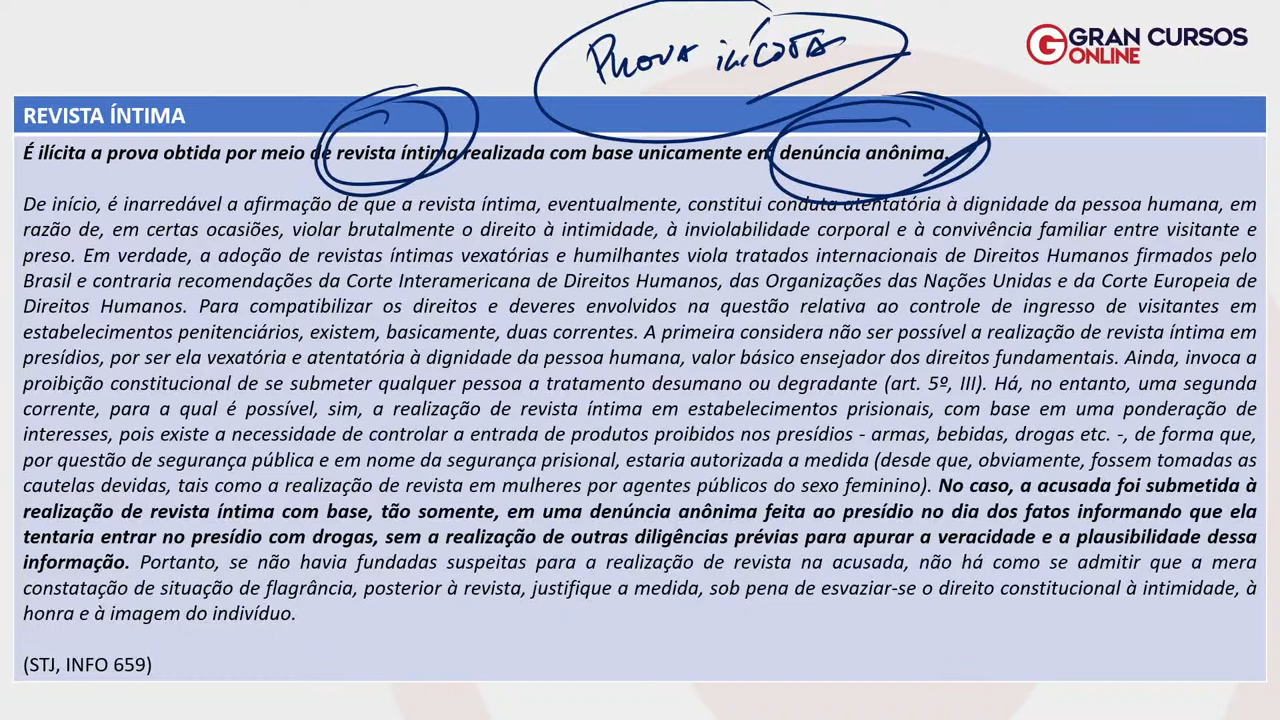 Prova ilícita
GRAN CURSOS
ONLINE
REVISTA ÍNTIMA
É ilícita a prova obtida por meio de revista íntima realizada com base unicamente em denúncia anônima.
De início, é inarredável a afirmação de que a revista íntima, eventualmente, constitui conduta atentatória à dignidade da pessoa humana, em
razão de, em certas ocasiões, violar brutalmente o direito à intimidade, à inviolabilidade corporal e à convivência familiar entre visitante e
preso. Em verdade, a adoção de revistas íntimas vexatórias e humilhantes viola tratados internacionais de Direitos Humanos firmados pelo
Brasil e contraria recomendações da Corte Interamericana de Direitos Humanos, das Organizações das Nações Unidas e da Corte Europeia de
Direitos Humanos. Para compatibilizar os direitos e deveres envolvidos na questão relativa ao controle de ingresso de visitantes em
estabelecimentos penitenciários, existem, basicamente, duas correntes. A primeira considera não ser possível a realização de revista íntima em
presídios, por ser ela vexatória e atentatória à dignidade da pessoa humana, valor básico ensejador dos direitos fundamentais. Ainda, invoca a
proibição constitucional de se submeter qualquer pessoa a tratamento desumano ou degradante (art. 5º, III). Há, no entanto, uma segunda
corrente, para a qual é possível, sim, a realização de revista íntima em estabelecimentos prisionais, com base em uma ponderação de
interesses, pois existe a necessidade de controlar a entrada de produtos proibidos nos presídios - armas, bebidas, drogas etc. -, de forma que,
por questão de segurança pública e em nome da segurança prisional, estaria autorizada a medida (desde que, obviamente, fossem tomadas as
cautelas devidas, tais como a realização de revista em mulheres por agentes públicos do sexo feminino). No caso, a acusada foi submetida à
realização de revista íntima com base, tão somente, em uma denúncia anônima feita ao presídio no dia dos fatos informando que ela
tentaria entrar no presídio com drogas, sem a realização de outras diligências prévias para apurar a veracidade e a plausibilidade dessa
informação. Portanto, se não havia fundadas suspeitas para a realização de revista na acusada, não há como se admitir que a mera
constatação de situação de flagrância, posterior à revista, justifique a medida, sob pena de esvaziar-se o direito constitucional à intimidade, à
honra e à imagem do indivíduo.
(STJ, INFO 659)